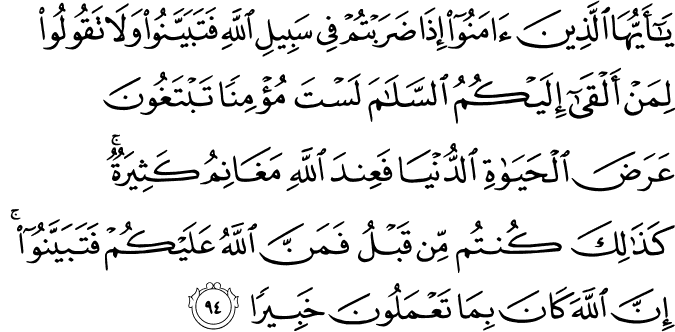 يَـٰٓأَيُّهَا ٱلَّذِينَ ءَامَنُوٓا۟ إِذَا ضَرَبْتُمْ فِى سَبِيلِ ٱللَّهِ فَتَبَيَّنُوا۟ وَلَا تَقُولُوا۟
لِمَنْ أَلْقَىٰٓ إِلَيْكُمُ ٱلسَّلَـٰمَ لَسْتَ مُؤْمِنًا تَبْتَغُونَ
عَرَضَ ٱلْحَيَوٰةِ ٱلدُّنْيَا فَعِندَ ٱللَّهِ مَغَانِمُ كَثِيرَةٌ ۚ
كَذَٰلِكَ كُنتُم مِّن قَبْلُ فَمَنَّ ٱللَّهُ عَلَيْكُمْ فَتَبَيَّنُوٓا۟ ۚ
إِنَّ ٱللَّهَ كَانَ بِمَا تَعْمَلُونَ خَبِيرًا ٩٤